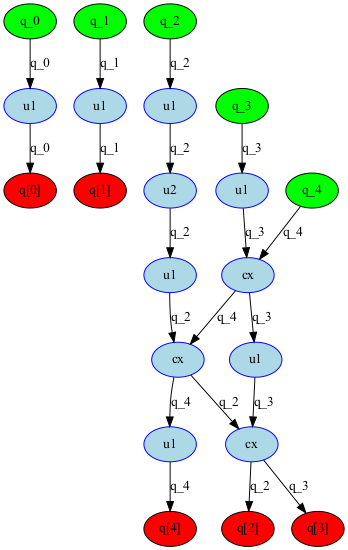 q_0 q_1 q_2
q_0 q_1 q_2
u1 u1 u1 q_3
q_0 q_1 q_2 q_3
q[0] q[1] u2 u1 q_4
q_2 q_3 q_4
u1 cx
q_2 q_4 q_3
cx u1
q_4 q_2 q_3
u1 cx
q_4 q_2 q_3
q[4] q[2] q[3]